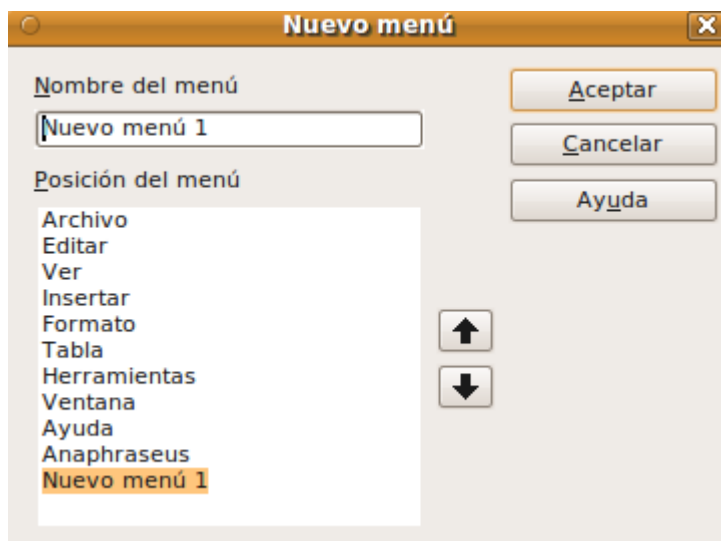 Nuevo menú
Nombre del menú
Nuevo menú 1
Posición del menú
Archivo
Editar
Ver
Insertar
Formato
Tabla
Herramientas
Ventana
Ayuda
Anaphraseus
Nuevo menú 1
Aceptar
Cancelar
Ayuda